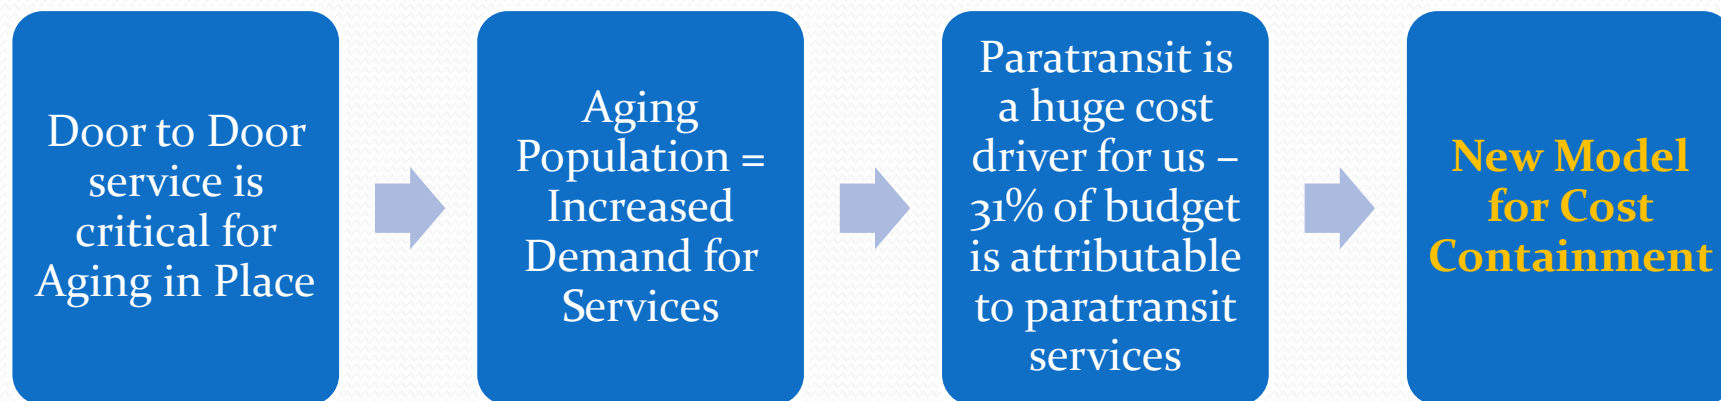 Door to Door
service is
critical for
Aging in Place
Aging
Population =
Increased
Demand for
Services
Paratransit is
a huge cost
driver for us –
31% of budget
is attributable
to paratransit
services
New Model
for Cost
Containment